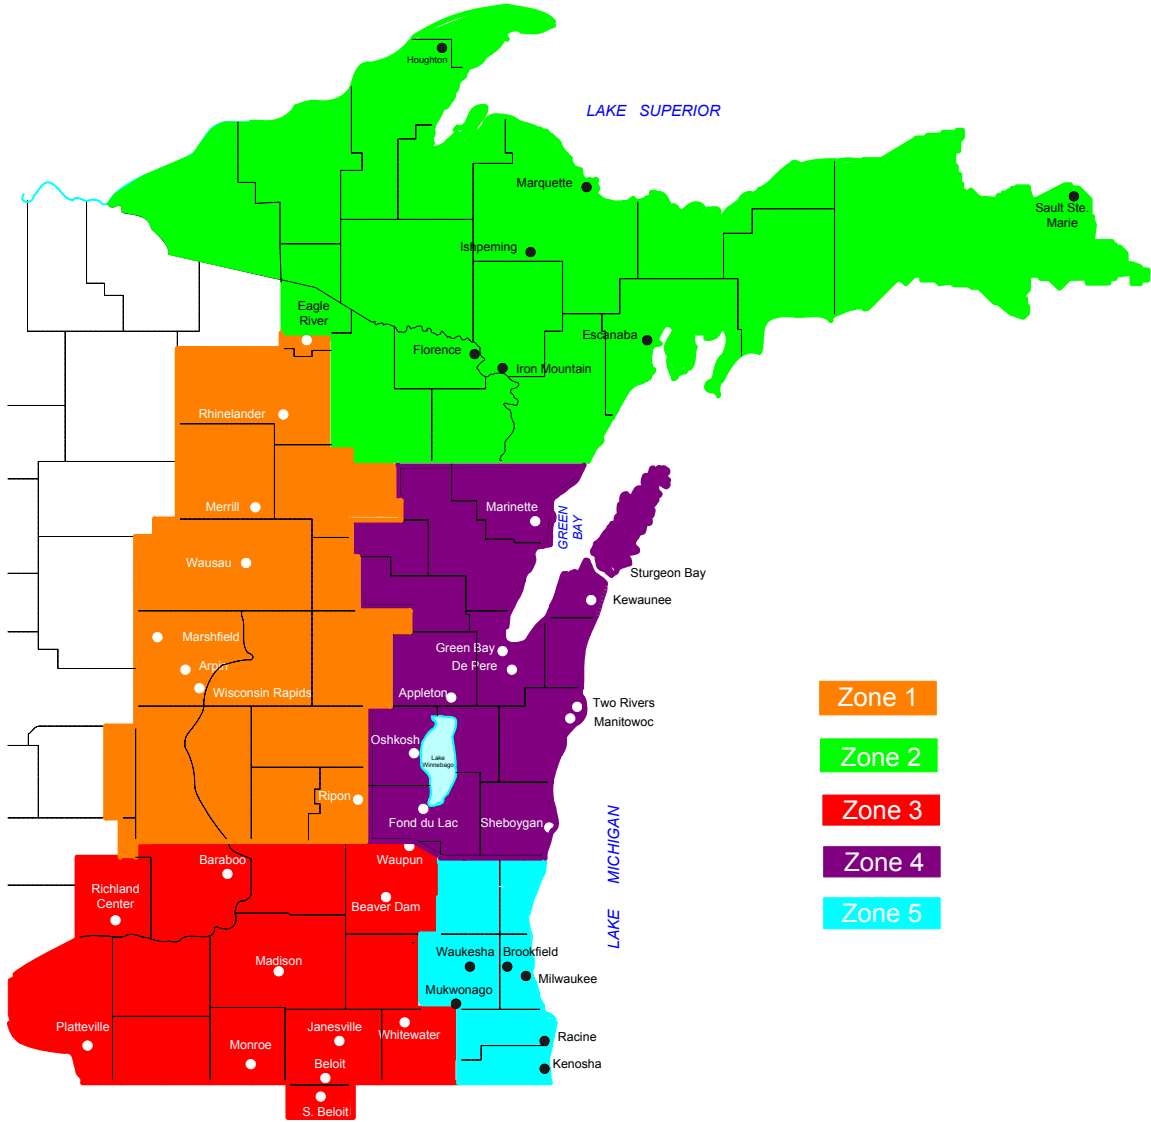 Houghton
LAKE SUPERIOR
Marquette
Sault Ste.
Marie
Ishpeming
Eagle
River
Escanaba
Florence
Iron Mountain
Rhinelander
Merrill
Marinette
GREEN
BAY
Wausau
Sturgeon Bay
Kewaunee
Marshfield
Green Bay
Arpin
De Pere
Wisconsin Rapids
Appleton
Two Rivers
Manitowoc
Zone 1
Oshkosh
Lake
Winnebago
Zone 2
Ripon
Fond du Lac
Sheboygan
Zone 3
LAKE MICHIGAN
Baraboo
Waupun
Zone 4
Richland
Center
Beaver Dam
Zone 5
Waukesha
Brookfield
Madison
Milwaukee
Mukwonago
Platteville
Janesville
Whitewater
Racine
Monroe
Beloit
Kenosha
S. Beloit